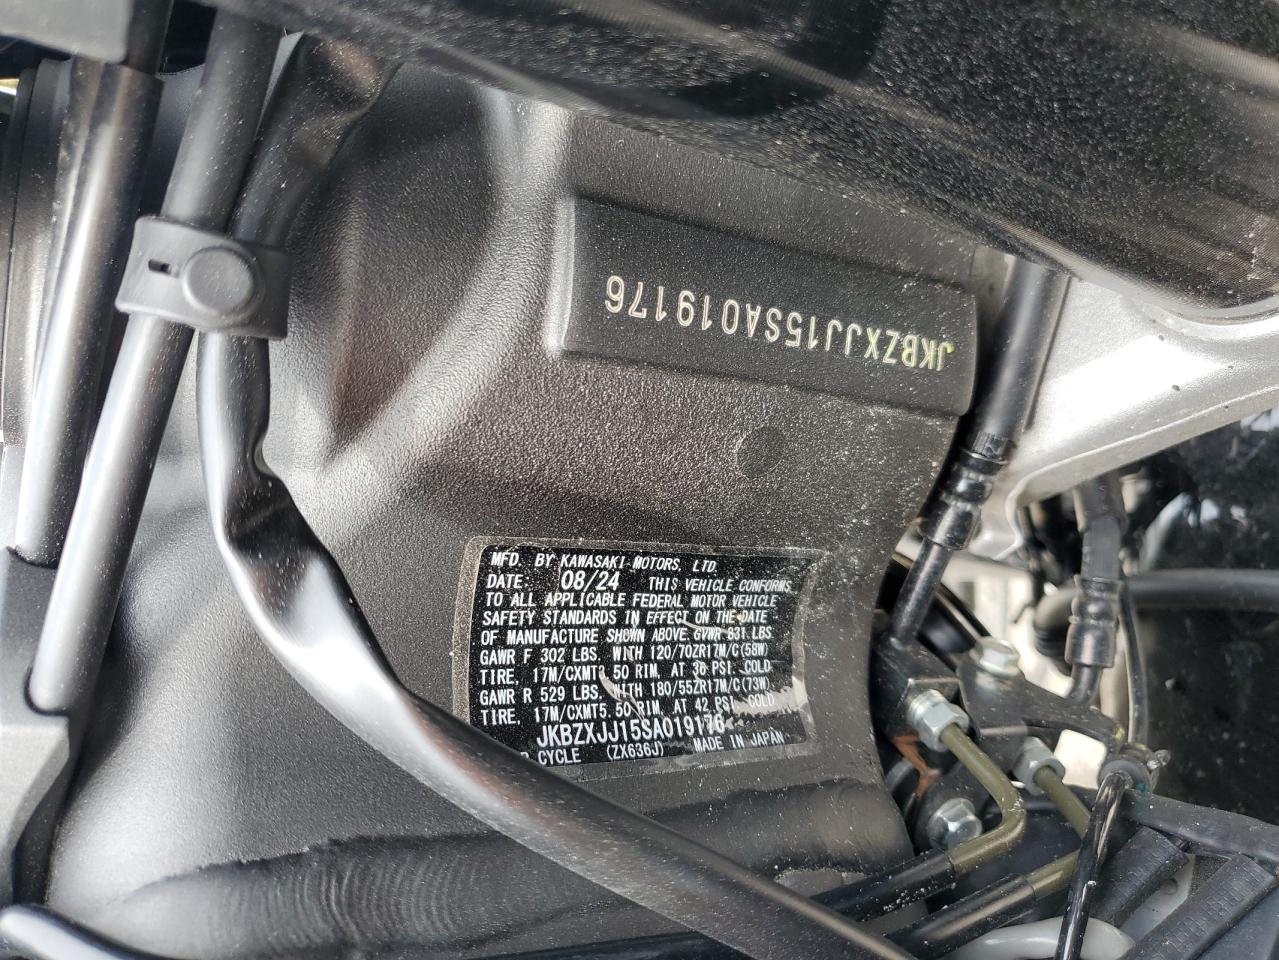 JKBZXJJ15SA019176
MFD. BY KAWASAKI MOTORS, LTD.
DATE 08/24 THIS VEHICLE CONFORMS
TO ALL APPLICABLE FEDERAL MOTOR VEHICLE
SAFETY STANDARDS IN EFFECT ON THE DATE
OF MANUFACTURE SHOWN ABOVE. GVWR 831 LBS.
GAWR F 302 LBS. WITH 120/70ZR17M/C(58W)
TIRE, 17M/CXMT3.50 RIM, AT 36 PSI. COLD
GAWR R 529 LBS. WITH 180/55ZR17M/C(73W)
TIRE, 17M/CXMT5.50 RIM, AT 42 PSI. COLD
JKBZXJJ15SA019176
CYCLE (ZX636J) MADE IN JAPAN